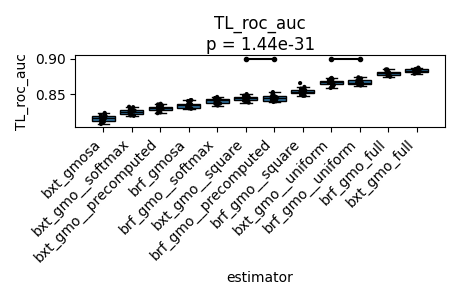 TL_roc_auc
p = 1.44e-31
TL_roc_auc
0.90
0.85
bxt_gmosa
bxt_gmo__softmax
bxt_gmo__precomputed
brf_gmosa
brf_gmo__softmax
bxt_gmo__square
brf_gmo__precomputed
brf_gmo__square
bxt_gmo__uniform
brf_gmo__uniform
brf_gmo_full
bxt_gmo_full
estimator